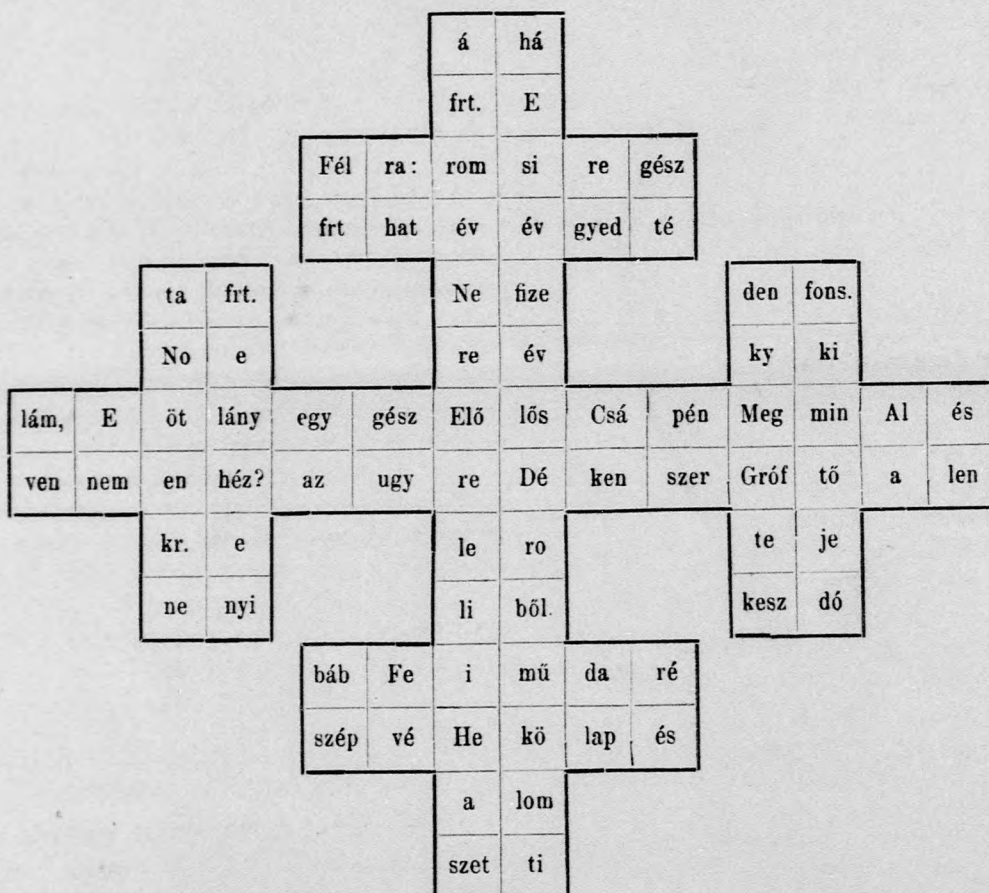 á há
frt. E
Fél ra: rom si re gész
frt hat év év gyed té
ta frt. Ne fize den fons.
No e re év ky ki
lám, E öt lány egy gész Elő lős Csá pén Meg min Al és
ven nem en héz? az ugy re Dé ken szer Gróf tő a len
kr. e le ro te je
ne nyi li ből. kesz dó
báb Fe i mű da ré
szép vé He kö lap és
a lom
szet ti